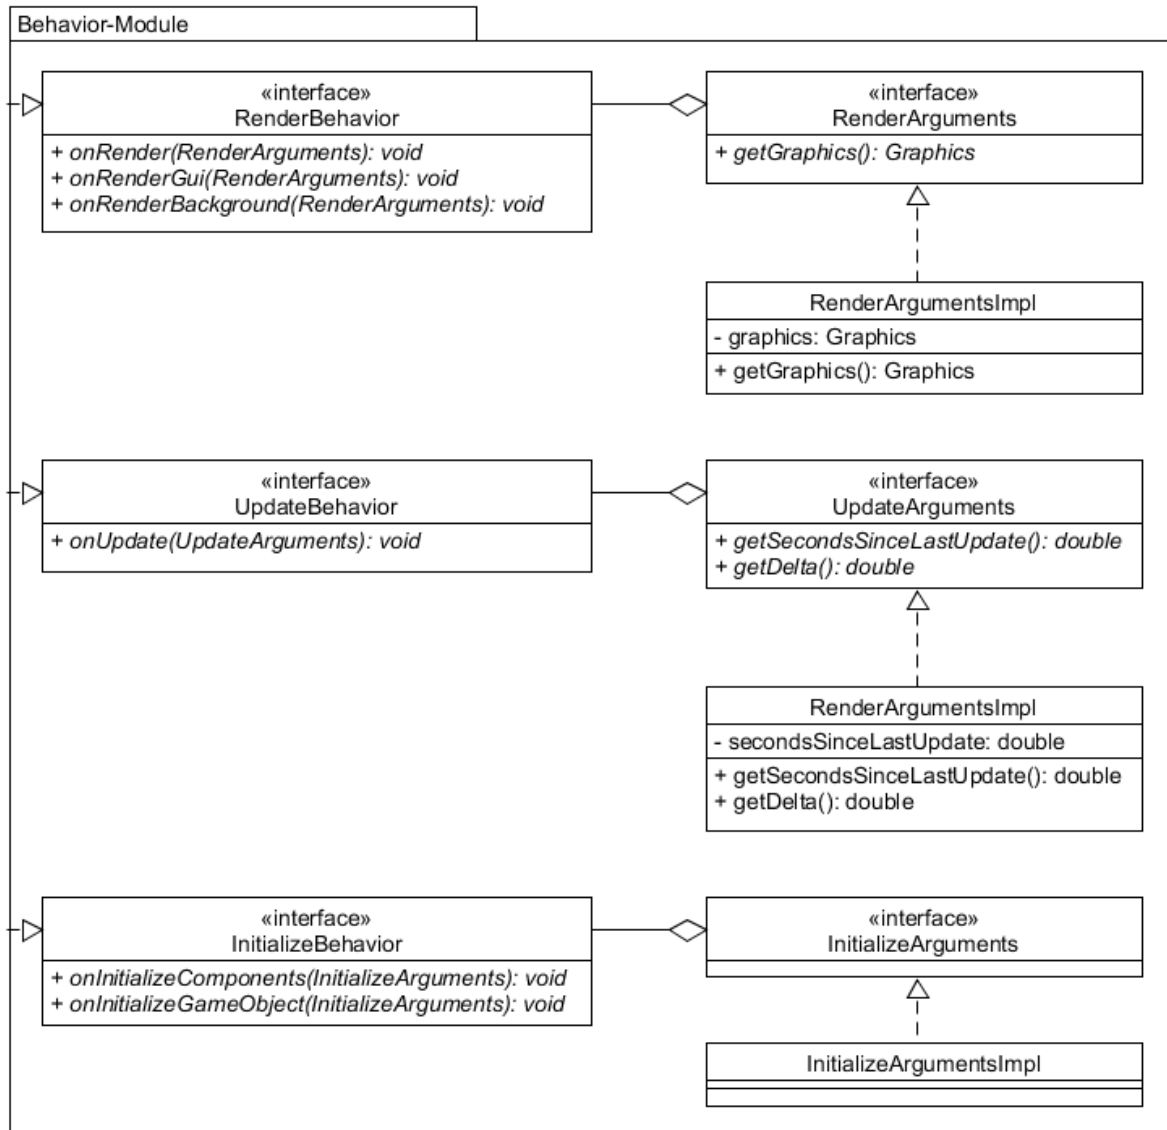 Behavior-Module
«interface»
RenderBehavior
+ onRender(RenderArguments): void
+ onRenderGui(RenderArguments): void
+ onRenderBackground(RenderArguments): void
«interface»
RenderArguments
+ getGraphics(): Graphics
RenderArgumentsImpl
- graphics: Graphics
+ getGraphics(): Graphics
«interface»
UpdateBehavior
+ onUpdate(UpdateArguments): void
«interface»
UpdateArguments
+ getSecondsSinceLastUpdate(): double
+ getDelta(): double
RenderArgumentsImpl
- secondsSinceLastUpdate: double
+ getSecondsSinceLastUpdate(): double
+ getDelta(): double
«interface»
InitializeBehavior
+ onInitializeComponents(InitializeArguments): void
+ onInitializeGameObject(InitializeArguments): void
«interface»
InitializeArguments
InitializeArgumentsImpl